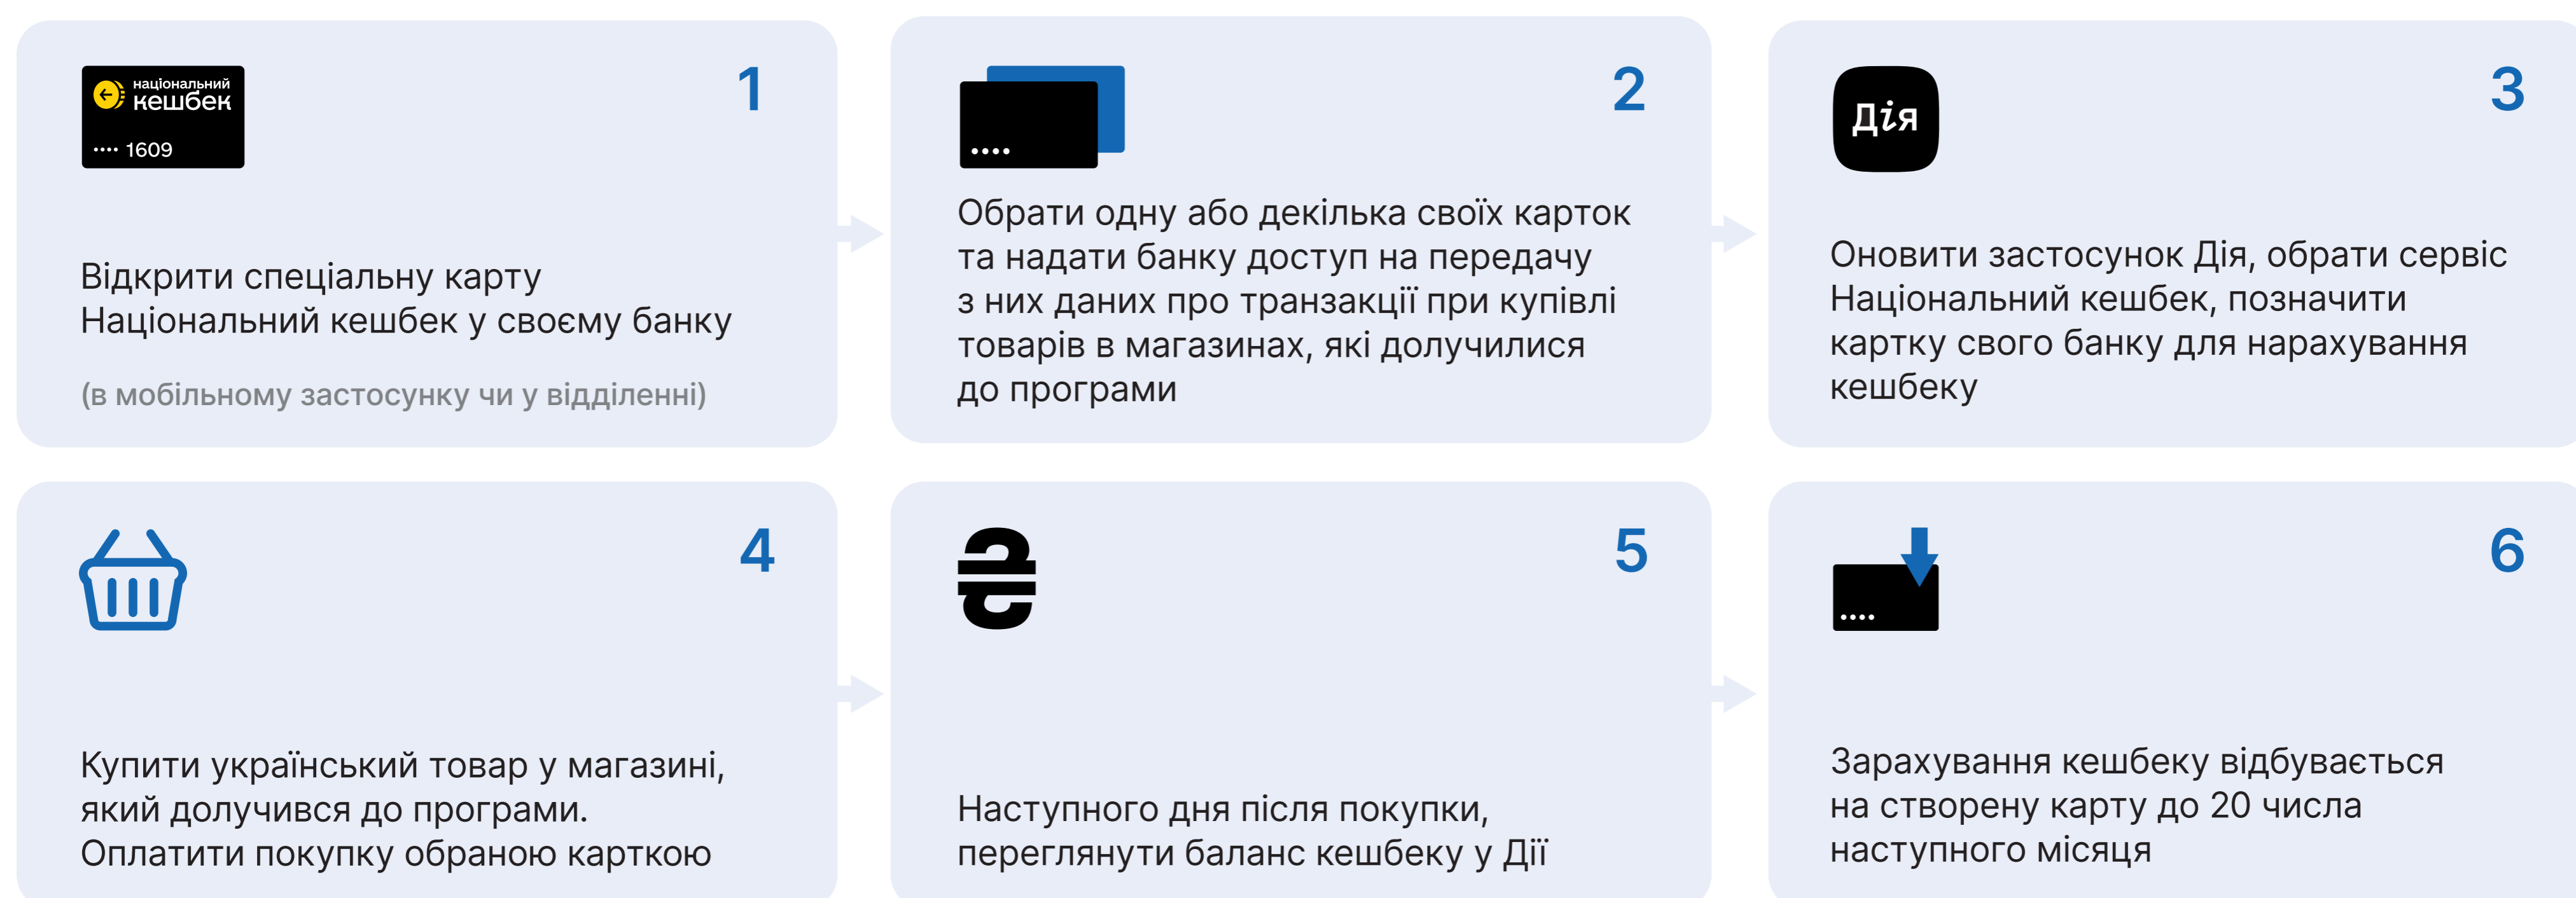 національний
кешбек
•••• 1609
1
Відкрити спеціальну карту
Національний кешбек у своєму банку
(в мобільному застосунку чи у відділенні)
••••
2
Обрати одну або декілька своїх карток
та надати банку доступ на передачу
з них даних про транзакції при купівлі
товарів в магазинах, які долучилися
до програми
Дія
3
Оновити застосунок Дія, обрати сервіс
Національний кешбек, позначити
картку свого банку для нарахування
кешбеку
4
Купити український товар у магазині,
який долучився до програми.
Оплатити покупку обраною карткою
₴
5
Наступного дня після покупки,
переглянути баланс кешбеку у Дії
••••
6
Зарахування кешбеку відбувається
на створену карту до 20 числа
наступного місяця